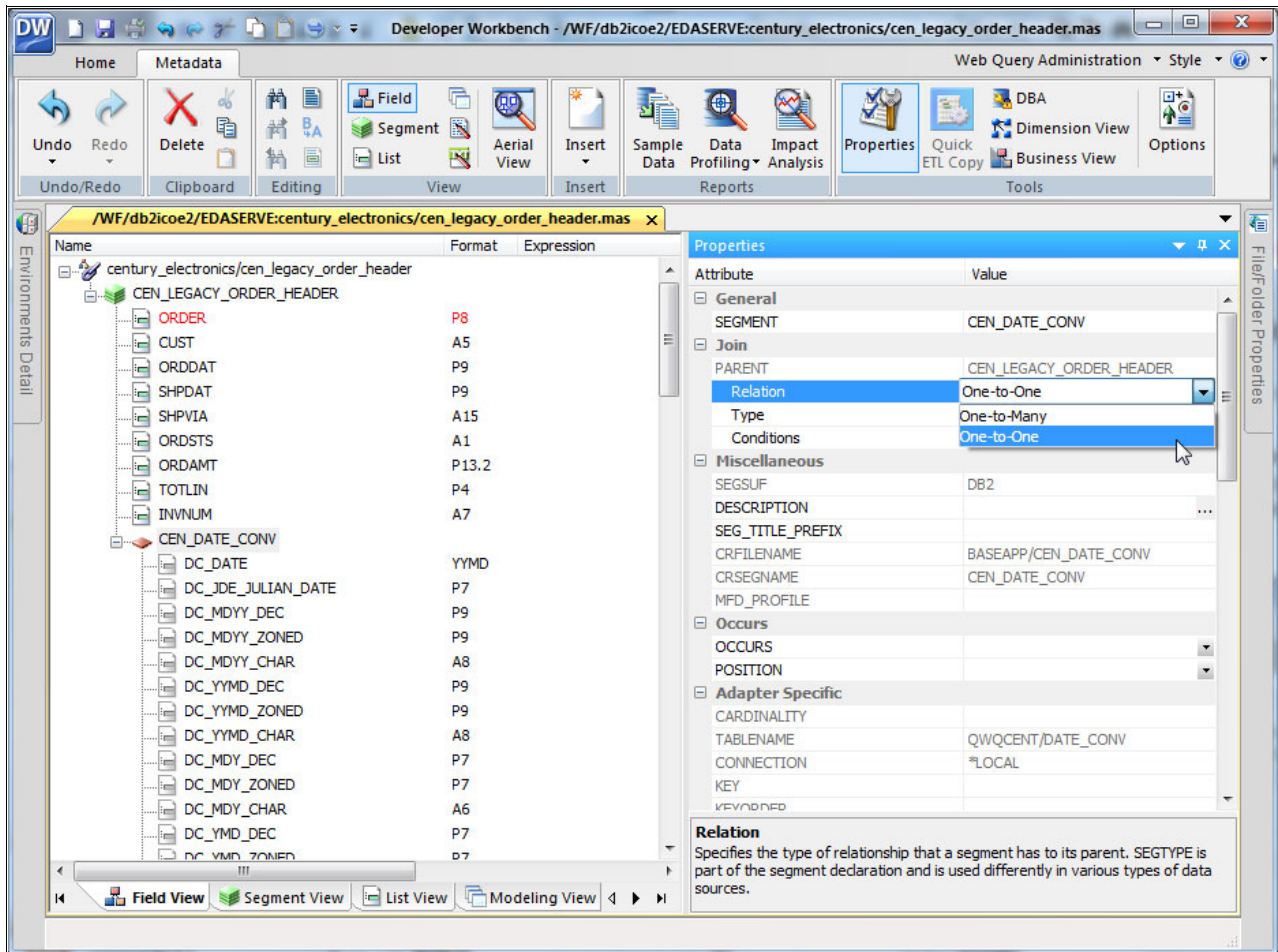 DW Developer Workbench - /WF/db2icoe2/EDASERVE:century_electronics/cen_legacy_order_header.mas
Home Metadata Web Query Administration Style
Undo Redo Delete Field Segment List Aerial View Insert Sample Data Data Profiling Impact Analysis Properties Quick ETL Copy DBA Dimension View Business View Options
Undo/Redo Clipboard Editing View Insert Reports Tools
Environments Detail
/WF/db2icoe2/EDASERVE:century_electronics/cen_legacy_order_header.mas x
Name Format Expression
century_electronics/cen_legacy_order_header
CEN_LEGACY_ORDER_HEADER
ORDER P8
CUST A5
ORDDAT P9
SHPDAT P9
SHPVIA A15
ORDSTS A1
ORDAMT P13.2
TOTLIN P4
INVNUM A7
CEN_DATE_CONV
DC_DATE YYMD
DC_JDE_JULIAN_DATE P7
DC_MDYY_DEC P9
DC_MDYY_ZONED P9
DC_MDYY_CHAR A8
DC_YYMD_DEC P9
DC_YYMD_ZONED P9
DC_YYMD_CHAR A8
DC_MDY_DEC P7
DC_MDY_ZONED P7
DC_MDY_CHAR A6
DC_YMD_DEC P7
DC_YMD_ZONED P7
Field View Segment View List View Modeling View
Properties
Attribute Value
General
SEGMENT CEN_DATE_CONV
Join
PARENT CEN_LEGACY_ORDER_HEADER
Relation One-to-One
Type One-to-Many
Conditions One-to-One
Miscellaneous
SEGSUF DB2
DESCRIPTION ...
SEG_TITLE_PREFIX
CRFILENAME BASEAPP/CEN_DATE_CONV
CRSEGNAME CEN_DATE_CONV
MFD_PROFILE
Occurs
OCCURS
POSITION
Adapter Specific
CARDINALITY
TABLENAME QWQCENT/DATE_CONV
CONNECTION *LOCAL
KEY
KEYORDER
Relation
Specifies the type of relationship that a segment has to its parent. SEGTYPE is
part of the segment declaration and is used differently in various types of data
sources.
File/Folder Properties